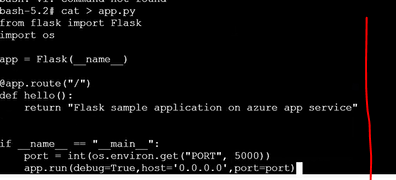 bash: vi: command not found
bash-5.2# cat > app.py
from flask import Flask
import os
app = Flask(__name__)
@app.route("/")
def hello():
    return "Flask sample application on azure app service"
if __name__ == "__main__":
    port = int(os.environ.get("PORT", 5000))
    app.run(debug=True,host='0.0.0.0',port=port)